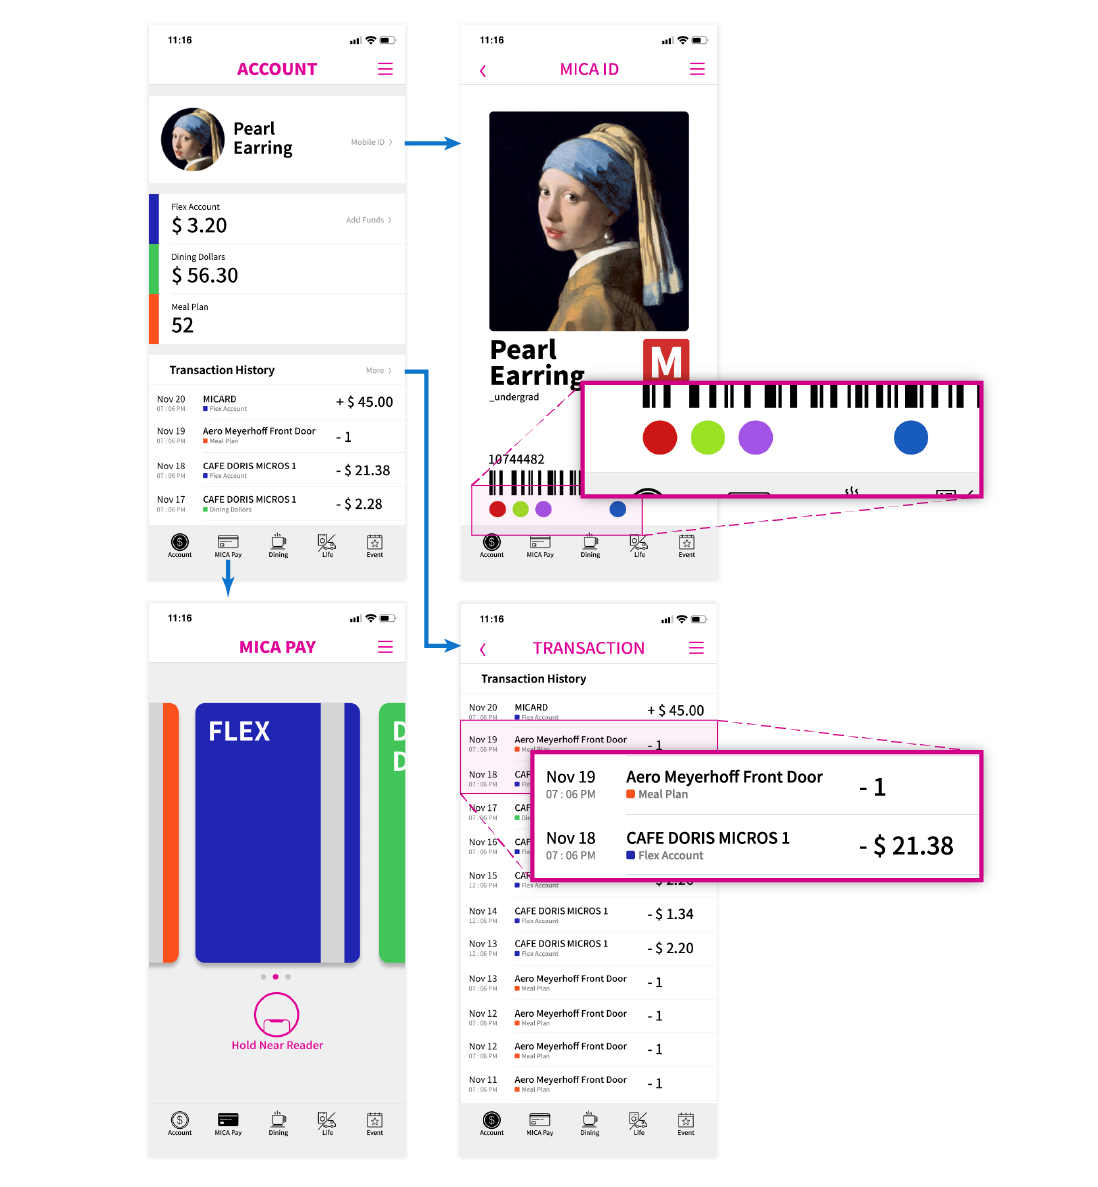 11:16
ACCOUNT
Pearl
Earring
Mobile ID
Flex Account
$ 3.20
Add Funds
Dining Dollars
$ 56.30
Meal Plan
52
Transaction History
More
Nov 20 MICARD + $ 45.00
07 : 06 PM Flex Account
Nov 19 Aero Meyerhoff Front Door - 1
07 : 06 PM Meal Plan
Nov 18 CAFE DORIS MICROS 1 - $ 21.38
07 : 06 PM Flex Account
Nov 17 CAFE DORIS MICROS 1 - $ 2.28
07 : 06 PM Dining Dollors
Account MICA Pay Dining Life Event
11:16
MICA ID
Pearl
Earring
M
_undergrad
10744482
Account MICA Pay Dining Life Event
11:16
MICA PAY
FLEX
D
D
Hold Near Reader
Account MICA Pay Dining Life Event
11:16
TRANSACTION
Transaction History
Nov 20 MICARD + $ 45.00
07 : 06 PM Flex Account
Nov 19 Aero Meyerhoff Front Door - 1
07 : 06 PM
Nov 18 CAF
07 : 06 PM
Nov 17 CAF
07 : 06 PM
Nov 16 CAF
07 : 06 PM
Nov 15
12 : 06 PM Flex Account
Nov 14 CAFE DORIS MICROS 1 - $ 1.34
12 : 06 PM Flex Account
Nov 13 CAFE DORIS MICROS 1 - $ 2.20
12 : 06 PM Flex Account
Nov 13 Aero Meyerhoff Front Door - 1
07 : 06 PM Meal Plan
Nov 12 Aero Meyerhoff Front Door - 1
07 : 06 PM Meal Plan
Nov 12 Aero Meyerhoff Front Door - 1
07 : 06 PM Meal Plan
Nov 11 Aero Meyerhoff Front Door - 1
07 : 06 PM Meal Plan
Account MICA Pay Dining Life Event
Nov 19 Aero Meyerhoff Front Door - 1
07 : 06 PM Meal Plan
Nov 18 CAFE DORIS MICROS 1 - $ 21.38
07 : 06 PM Flex Account